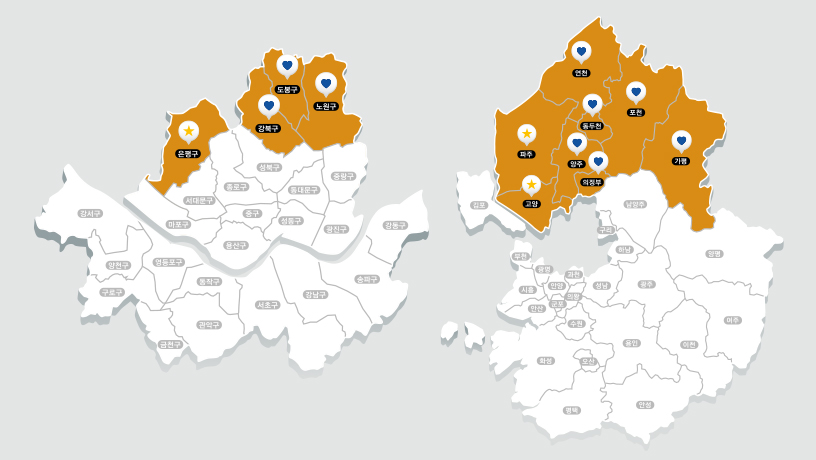 도봉구
노원구
강북구
은평구
성북구
중랑구
종로구
동대문구
서대문구
중구
성동구
마포구
광진구
용산구
강서구
강동구
양천구
영등포구
구로구
동작구
송파구
강남구
서초구
관악구
금천구
연천
포천
동두천
파주
양주
가평
의정부
고양
김포
남양주
구리
하남
양평
부천
광명
과천
시흥
안양
성남
광주
의왕
안산
군포
수원
여주
용인
이천
화성
오산
평택
안성